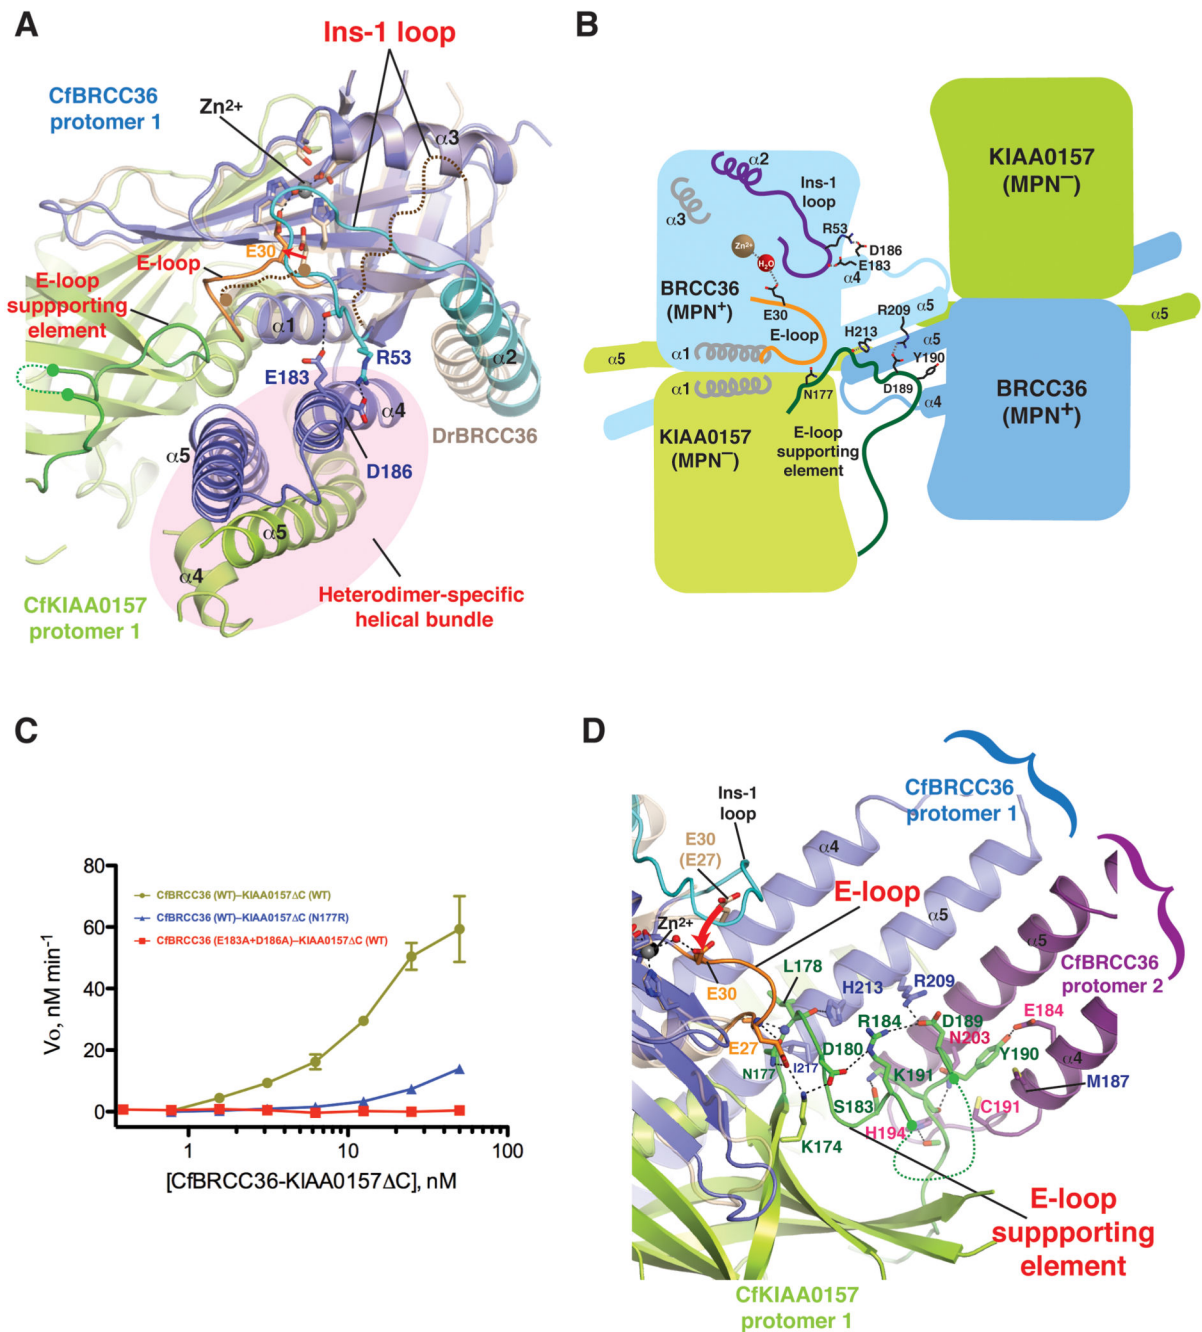 A
Ins-1 loop
CfBRCC36
protomer 1
Zn2+
α3
E30
E-loop
E-loop
suppporting
element
α1
α2
R53
E183
α4
DrBRCC36
α5
D186
α5
α4
CfKIAA0157
protomer 1
Heterodimer-specific
helical bundle
B
KIAA0157
(MPN–)
α2
Ins-1
loop
α3
R53
D186
E183
α4
Zn2+
H2O
BRCC36
(MPN+)
E30
E-loop
R209
α5
H213
α5
α5
α5
α1
Y190
α1
N177
D189
α4
BRCC36
(MPN+)
KIAA0157
(MPN–)
E-loop
supporting
element
C
80
60
40
20
0
Vo, nM min-1
CfBRCC36 (WT)–KIAA0157ΔC (WT)
CfBRCC36 (WT)–KIAA0157ΔC (N177R)
CfBRCC36 (E183A+D186A)–KIAA0157ΔC (WT)
1
10
100
[CfBRCC36-KIAA0157ΔC], nM
D
CfBRCC36
protomer 1
Ins-1
loop
E30
(E27)
α4
E-loop
Zn2+
α5
α5
CfBRCC36
protomer 2
L178
H213
R209
E30
R184
D189
E184
N203
E27
D180
Y190
α4
N177
I217
K191
M187
S183
C191
H194
K174
E-loop
suppporting
element
CfKIAA0157
protomer 1